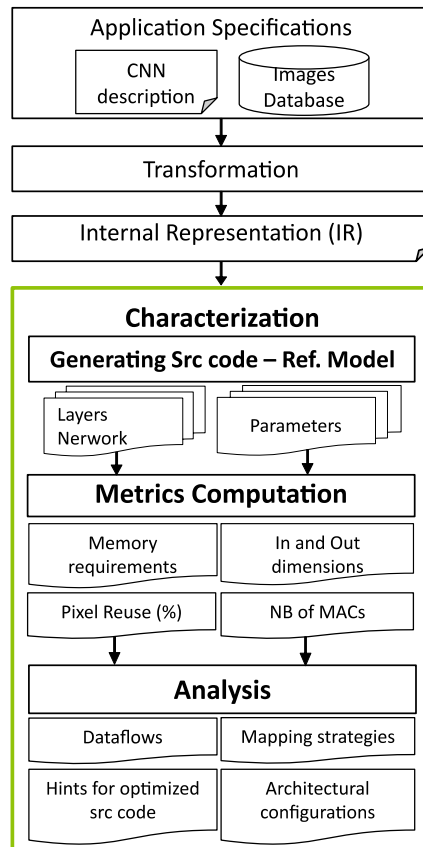 Application Specifications
CNN
description
Images
Database
Transformation
Internal Representation (IR)
Characterization
Generating Src code – Ref. Model
Layers
Nerwork
Parameters
Metrics Computation
Memory
requirements
In and Out
dimensions
Pixel Reuse (%)
NB of MACs
Analysis
Dataflows
Mapping strategies
Hints for optimized
src code
Architectural
configurations